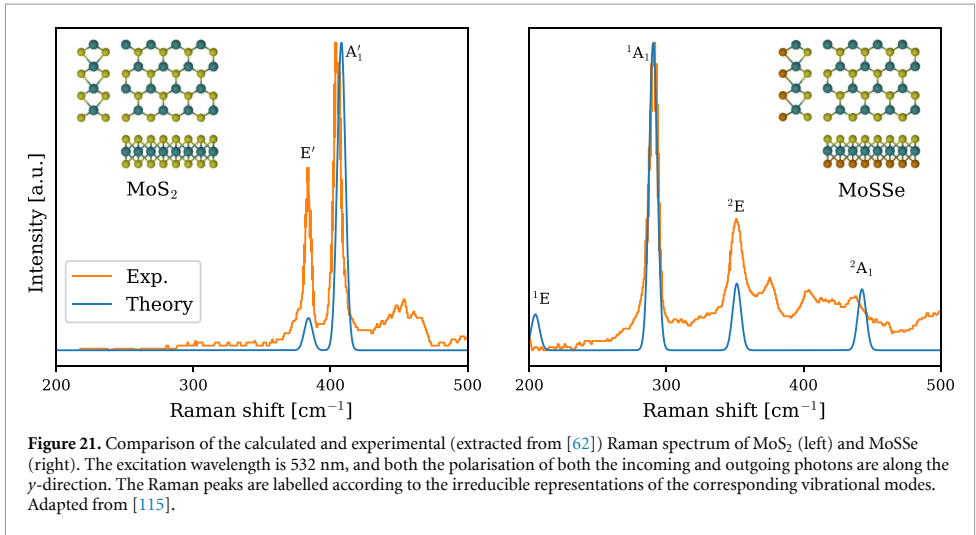 Intensity [a.u.]
MoS₂
E′
A₁′
Exp.
Theory
200 300 400 500
Raman shift [cm⁻¹]
¹A₁
MoSSe
²E
²A₁
¹E
200 300 400 500
Raman shift [cm⁻¹]
Figure 21. Comparison of the calculated and experimental (extracted from [62]) Raman spectrum of MoS₂ (left) and MoSSe
(right). The excitation wavelength is 532 nm, and both the polarisation of both the incoming and outgoing photons are along the
y-direction. The Raman peaks are labelled according to the irreducible representations of the corresponding vibrational modes.
Adapted from [115].